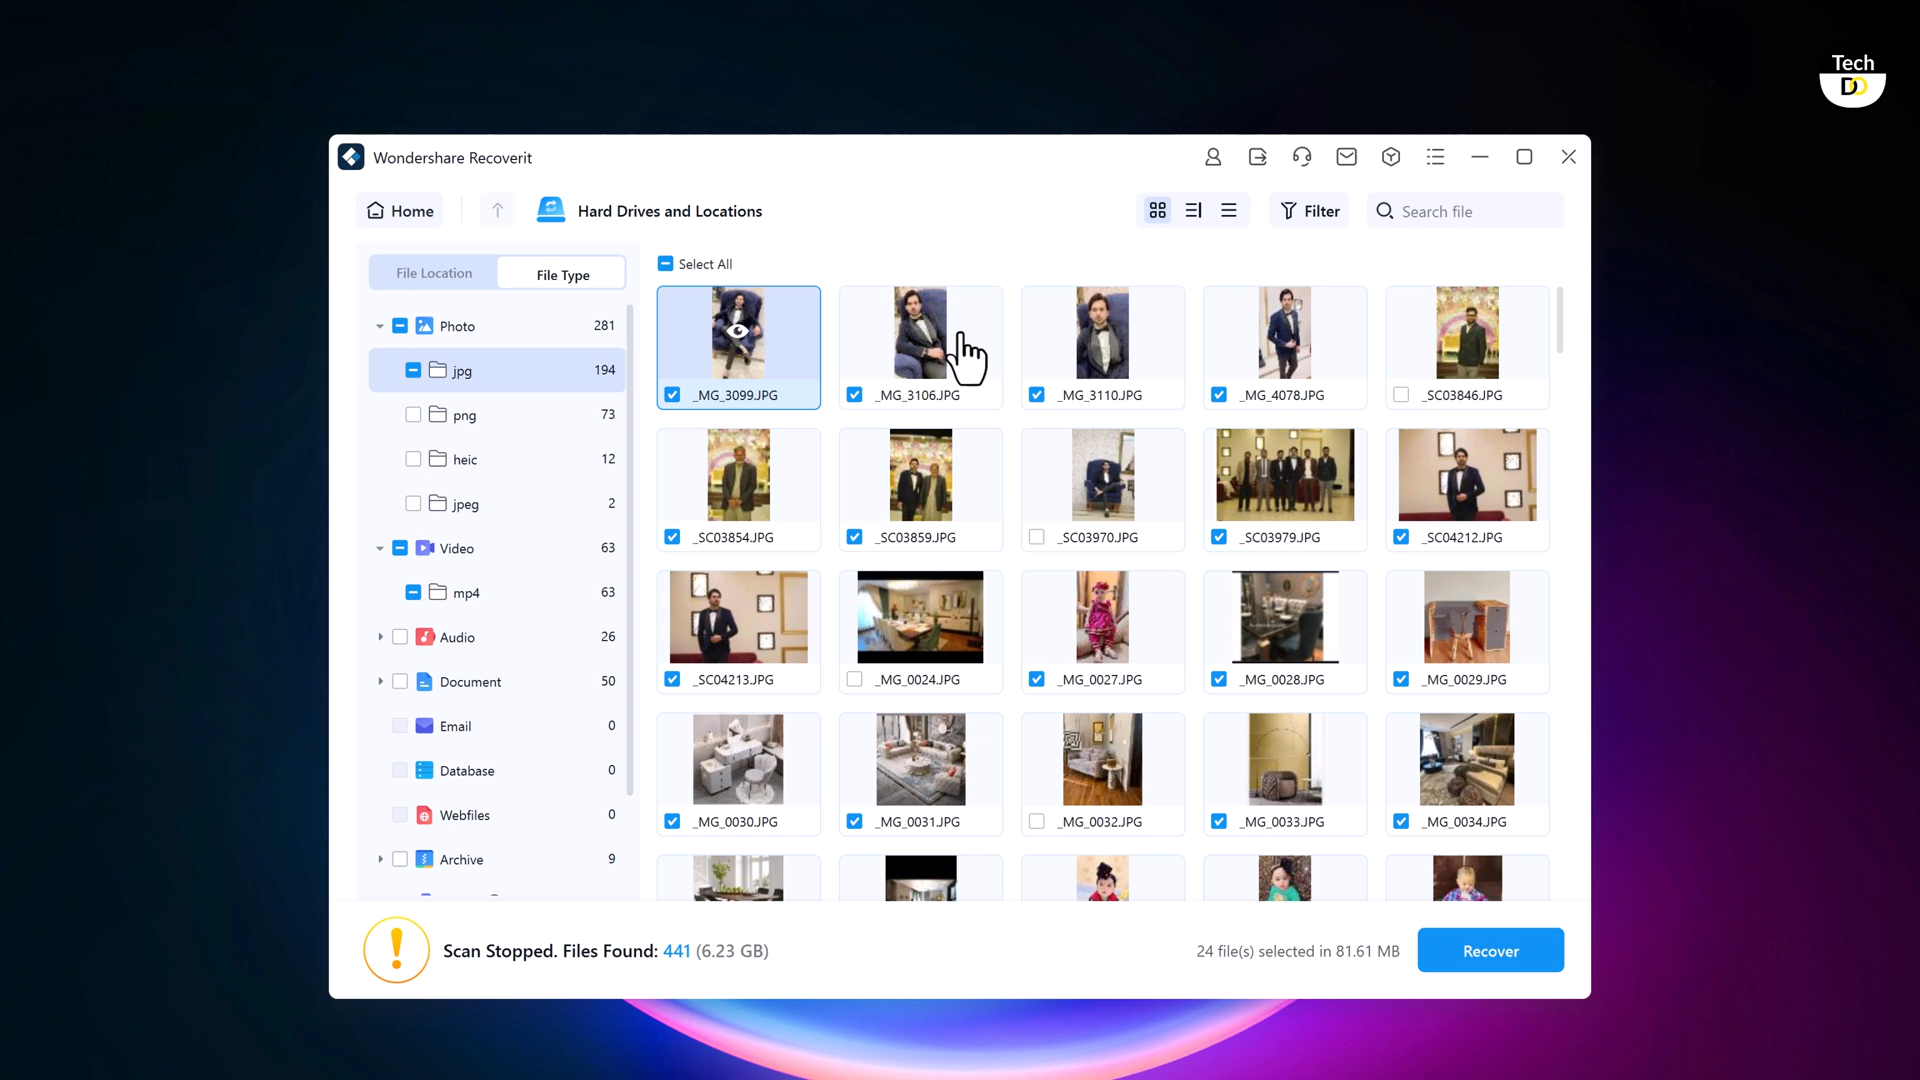 Tech
DO
Wondershare Recoverit
Home
Hard Drives and Locations
Filter
Search file
File Location
File Type
Photo 281
jpg 194
png 73
heic 12
jpeg 2
Video 63
mp4 63
Audio 26
Document 50
Email 0
Database 0
Webfiles 0
Archive 9
Select All
_MG_3099.JPG
_MG_3106.JPG
_MG_3110.JPG
_MG_4078.JPG
_SC03846.JPG
_SC03854.JPG
_SC03859.JPG
_SC03970.JPG
_SC03979.JPG
_SC04212.JPG
_SC04213.JPG
_MG_0024.JPG
_MG_0027.JPG
_MG_0028.JPG
_MG_0029.JPG
_MG_0030.JPG
_MG_0031.JPG
_MG_0032.JPG
_MG_0033.JPG
_MG_0034.JPG
Scan Stopped. Files Found: 441 (6.23 GB)
24 file(s) selected in 81.61 MB
Recover